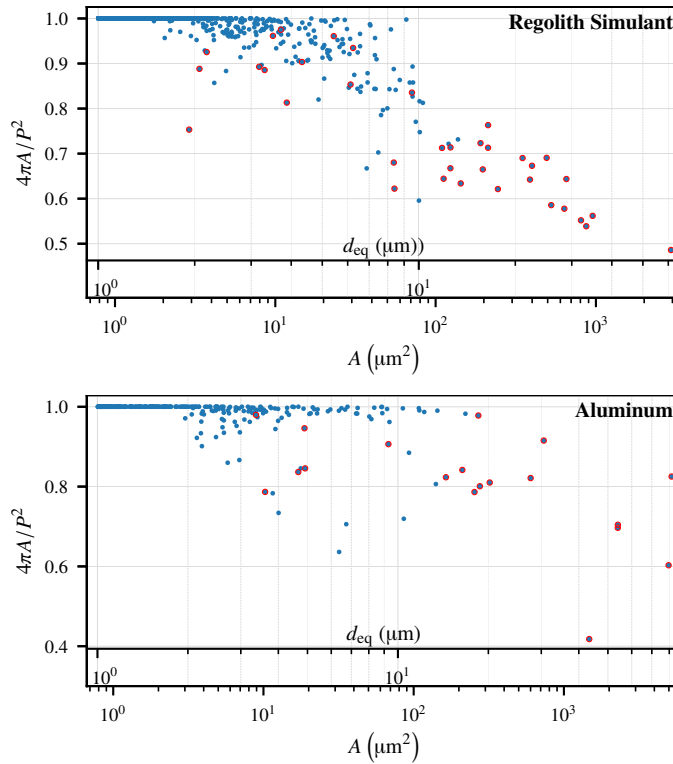 Regolith Simulant
1.0
0.9
0.8
0.7
0.6
0.5
4πA/P²
d_eq (μm))
10⁰ 10¹
10⁰ 10¹ 10² 10³
A (μm²)
Aluminum
1.0
0.8
0.6
0.4
4πA/P²
d_eq (μm)
10⁰ 10¹
10⁰ 10¹ 10² 10³
A (μm²)